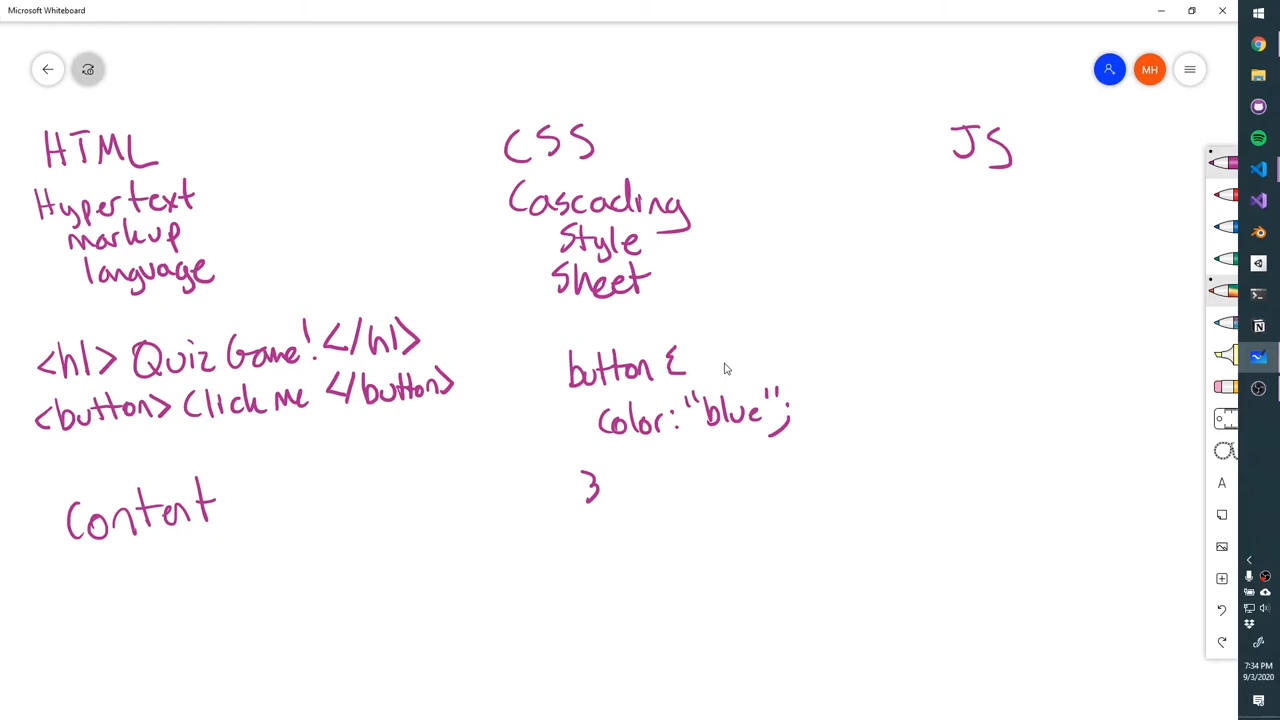 Microsoft Whiteboard
MH
HTML
Hypertext
markup
language
<h1> Quiz Game! </h1>
<button> Click Me </button>
Content
CSS
Cascading
Style
Sheet
button {
color: "blue";
}
JS
A
7:34 PM
9/3/2020